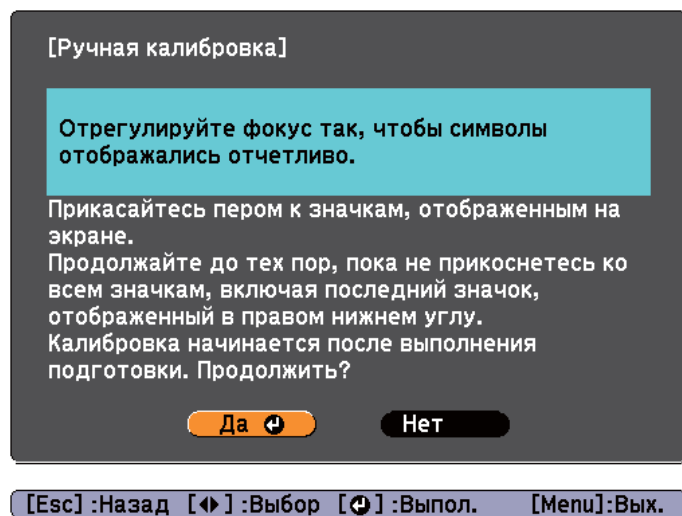 [Ручная калибровка]
Отрегулируйте фокус так, чтобы символы
отображались отчетливо.
Прикасайтесь пером к значкам, отображенным на
экране.
Продолжайте до тех пор, пока не прикоснетесь ко
всем значкам, включая последний значок,
отображенный в правом нижнем углу.
Калибровка начинается после выполнения
подготовки. Продолжить?
Да Нет
[Esc] :Назад [◆] :Выбор [↵] :Выпол. [Menu]:Вых.